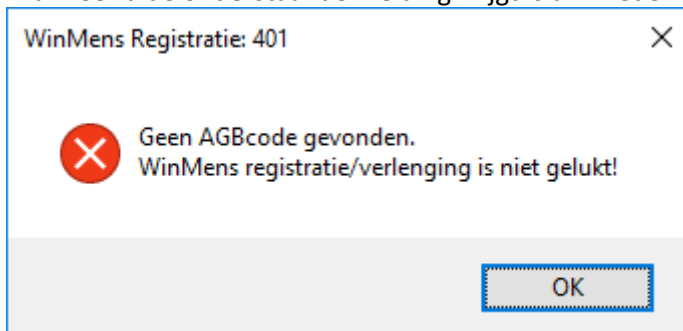 WinMens Registratie: 401
Geen AGBcode gevonden.
WinMens registratie/verlenging is niet gelukt!
OK